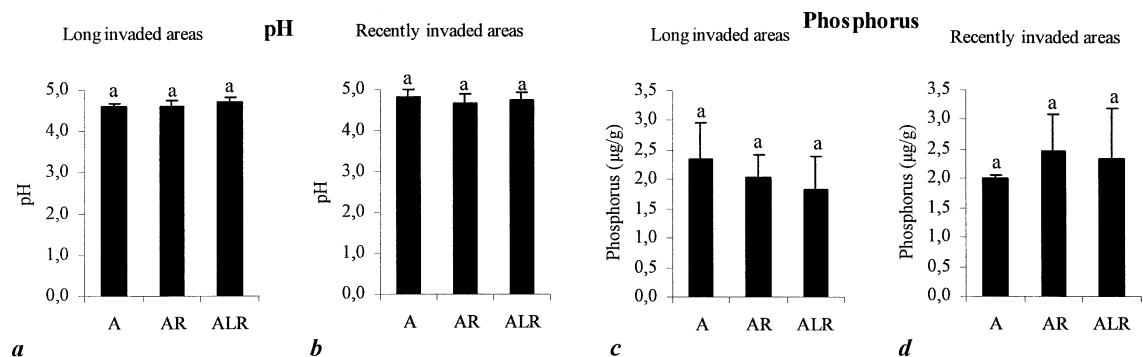 pH
Phosphorus
Long invaded areas
Recently invaded areas
Long invaded areas
Recently invaded areas
5,0
4,0
3,0
2,0
1,0
0,0
pH
a
a
a
A
AR
ALR
a
5,0
4,0
3,0
2,0
1,0
0,0
pH
a
a
a
A
AR
ALR
b
3,5
3,0
2,5
2,0
1,5
1,0
0,5
0,0
Phosphorus (µg/g)
a
a
a
A
AR
ALR
c
3,5
3,0
2,5
2,0
1,5
1,0
0,5
0,0
Phosphorus (µg/g)
a
a
a
A
AR
ALR
d